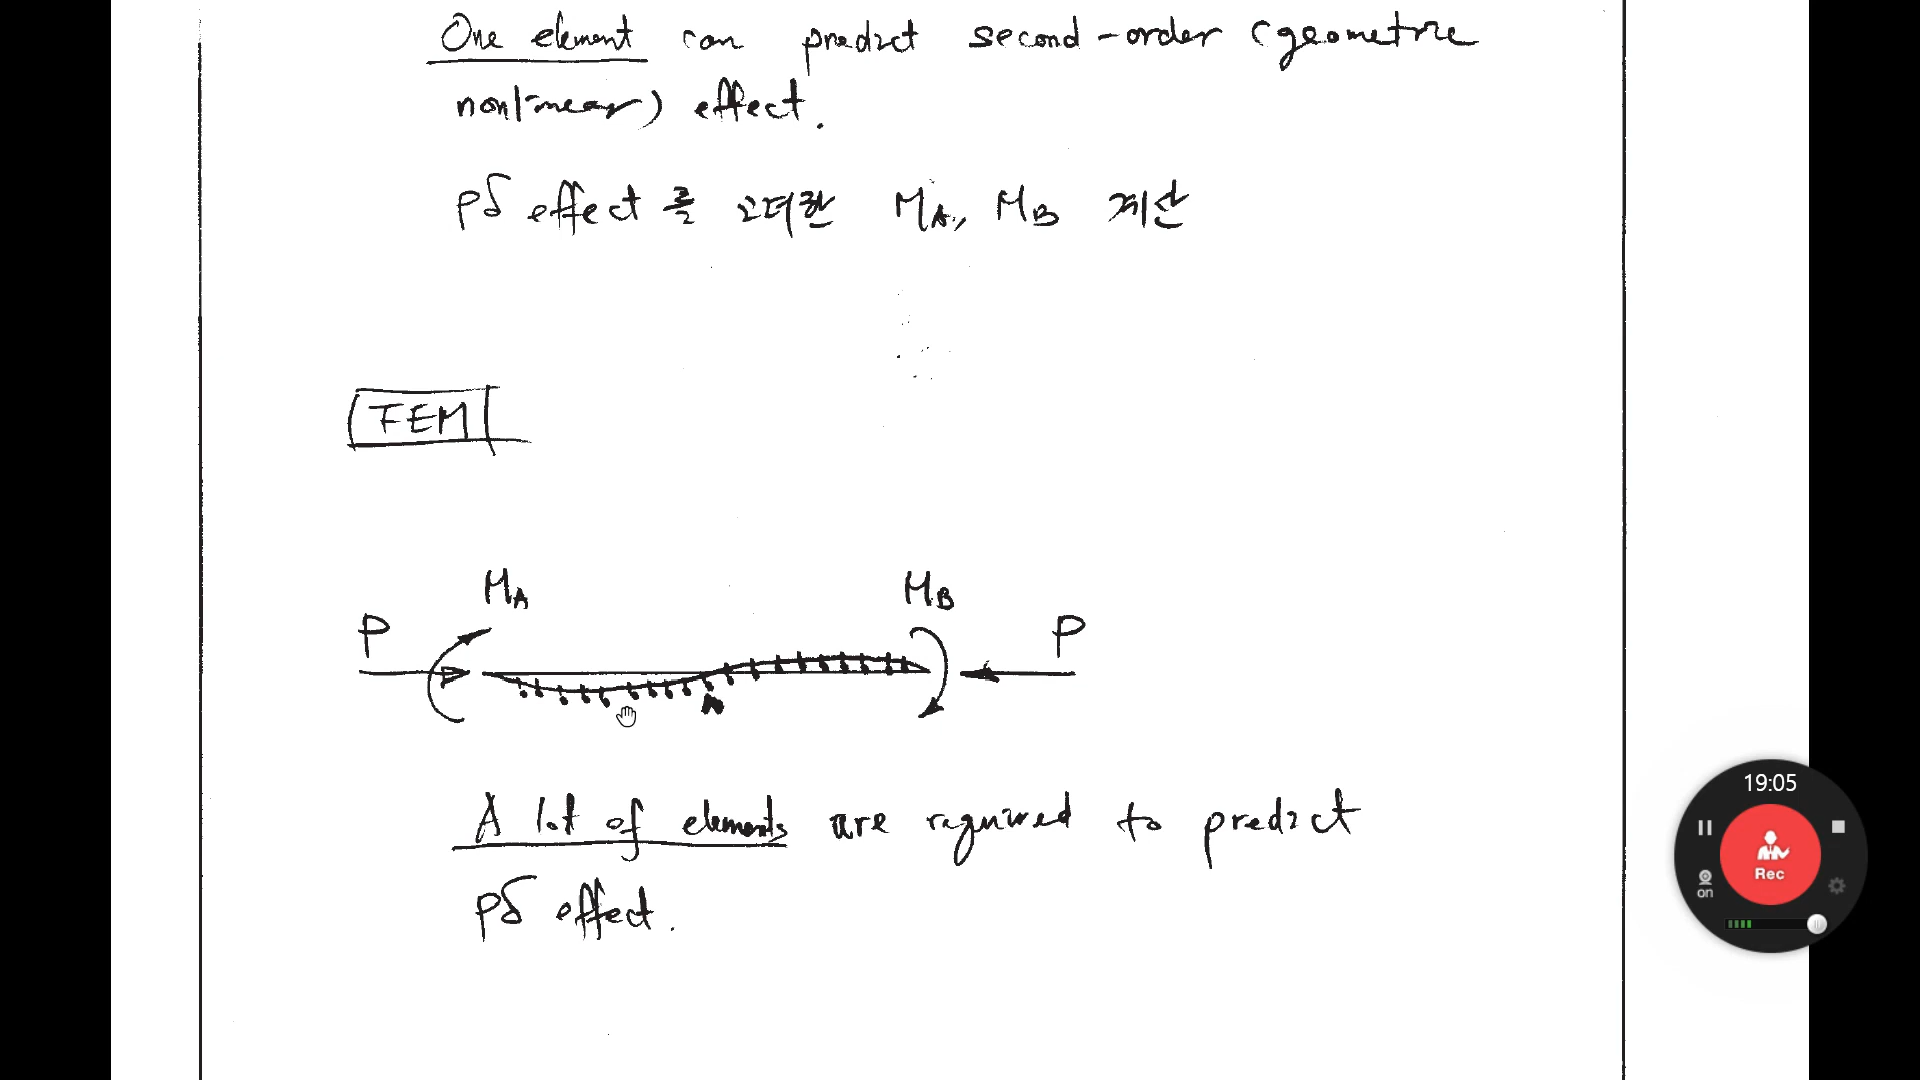 One element can predict second-order (geometric
nonlinear) effect.
Pδ effect를 고려한 MA, MB 계산
FEM
MA
MB
P
P
A lot of elements are required to predict
Pδ effect.
19:05
Rec
on